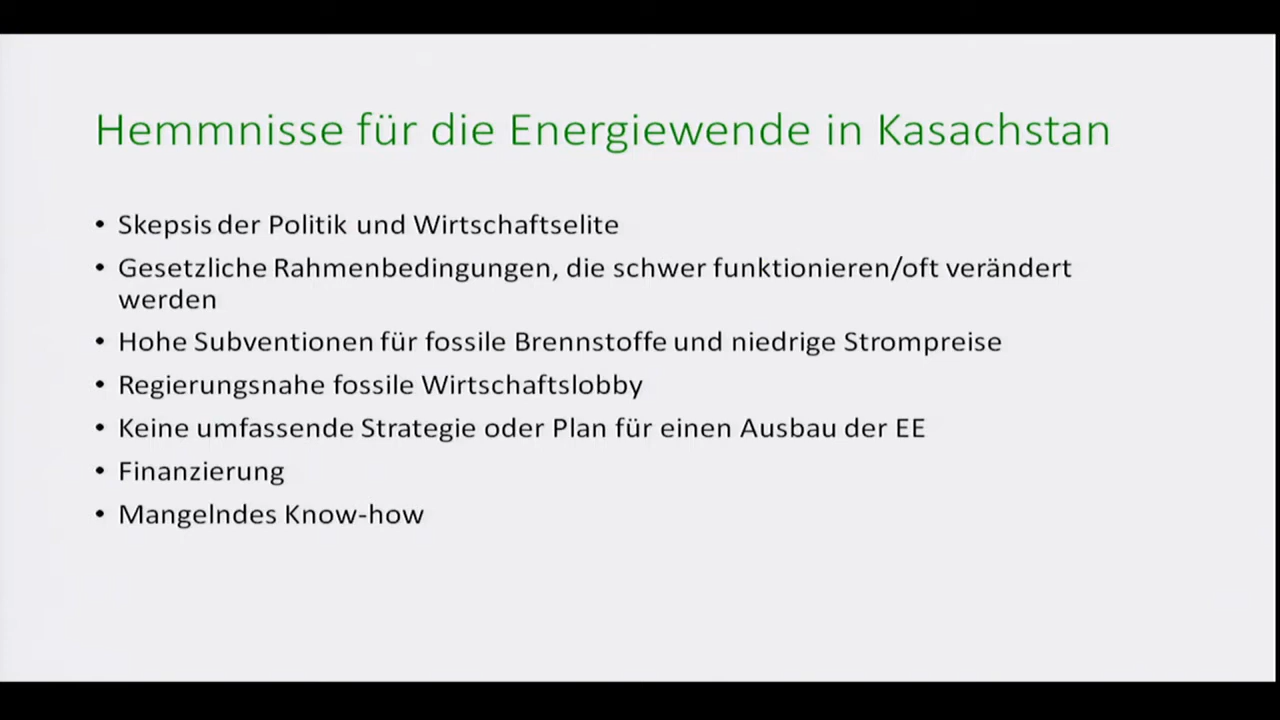 Hemmnisse für die Energiewende in Kasachstan
• Skepsis der Politik und Wirtschaftselite
• Gesetzliche Rahmenbedingungen, die schwer funktionieren/oft verändert
werden
• Hohe Subventionen für fossile Brennstoffe und niedrige Strompreise
• Regierungsnahe fossile Wirtschaftslobby
• Keine umfassende Strategie oder Plan für einen Ausbau der EE
• Finanzierung
• Mangelndes Know-how